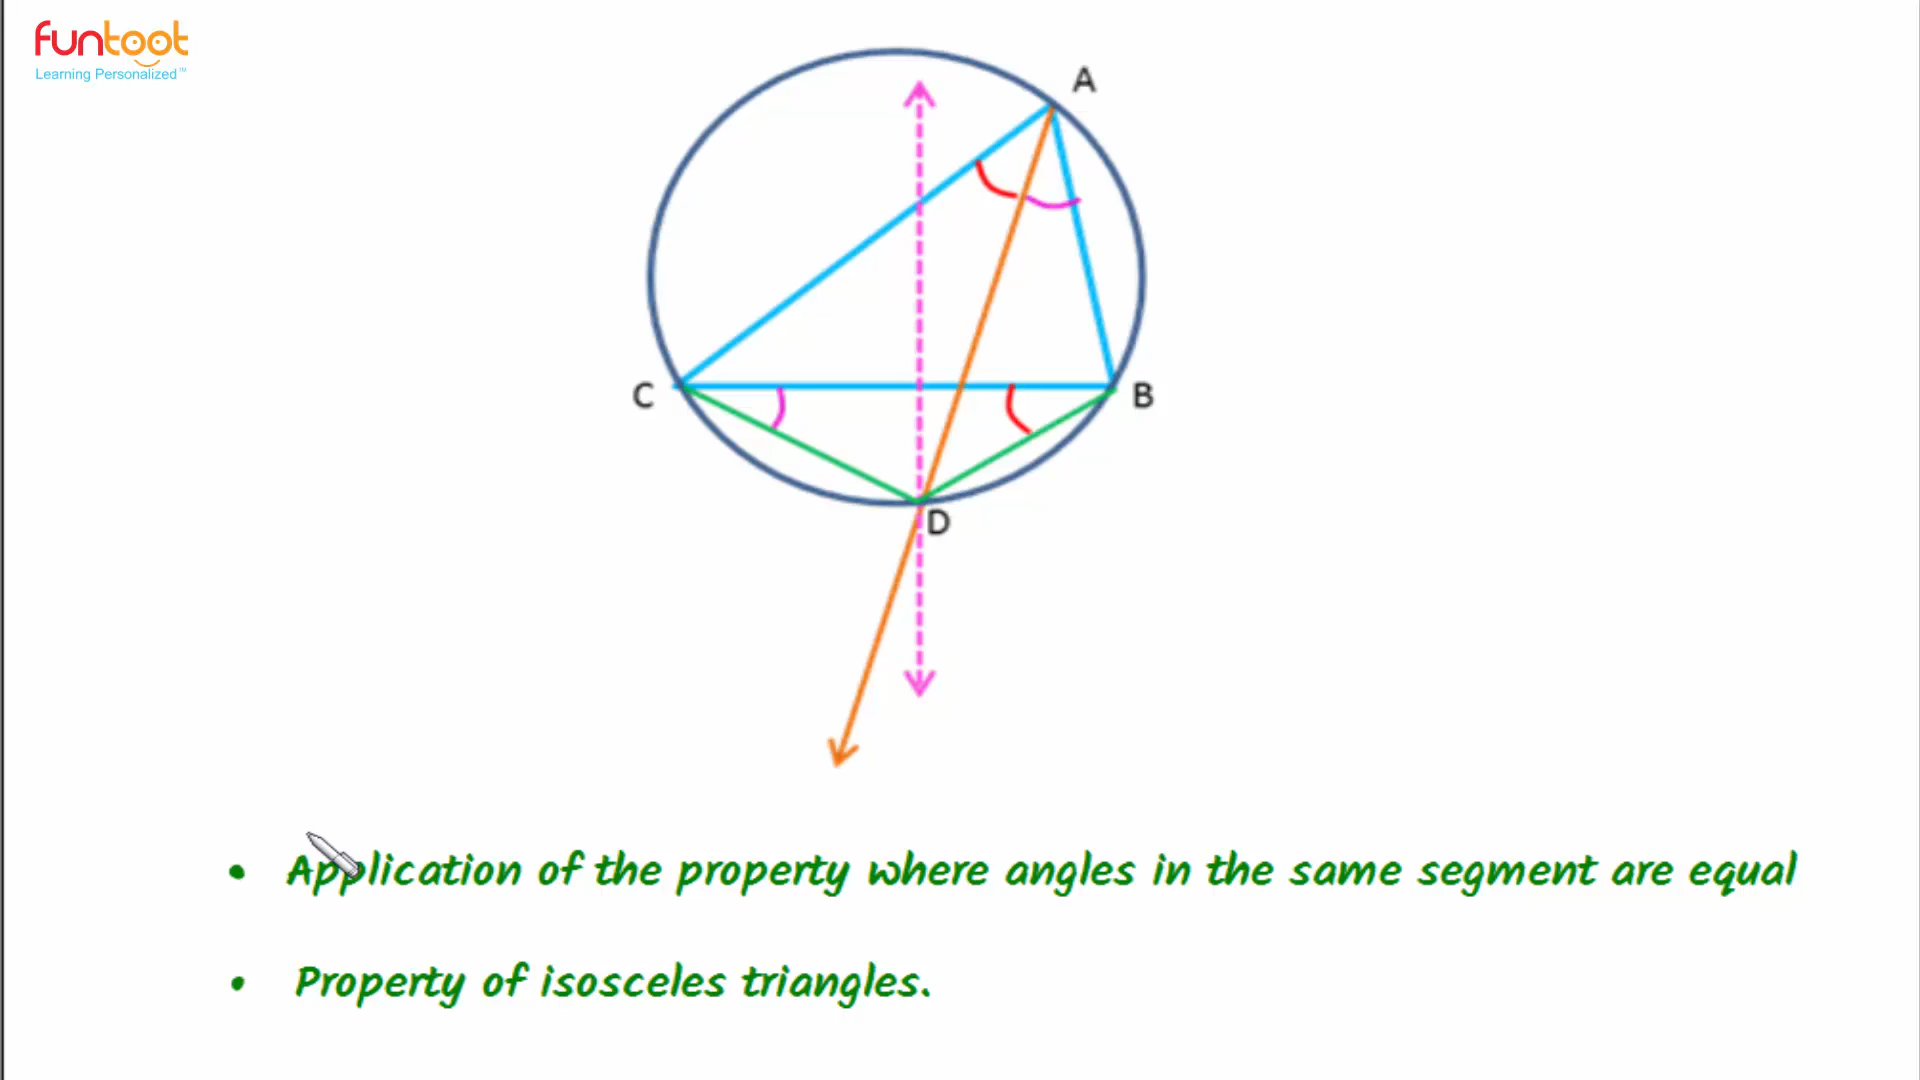 funtoot
Learning Personalized™
A
C
B
D
• Application of the property where angles in the same segment are equal
• Property of isosceles triangles.